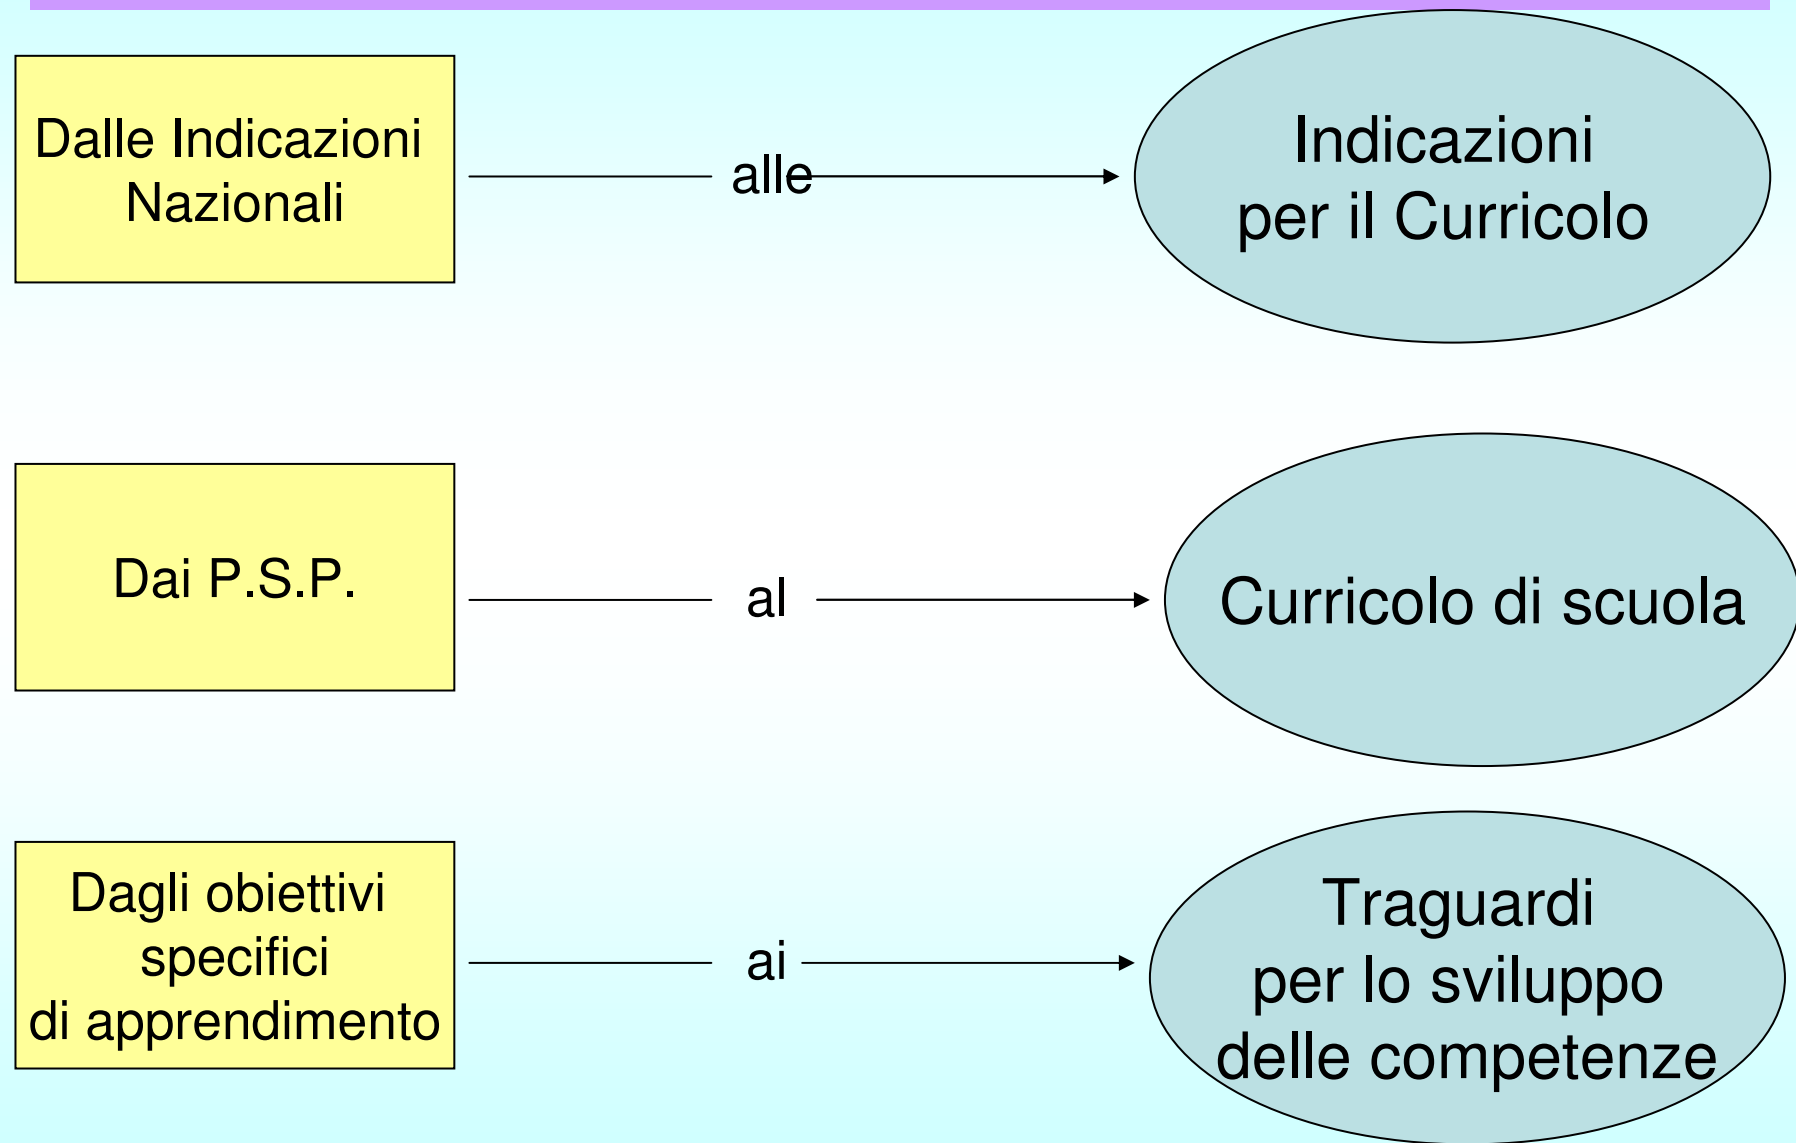 Dalle Indicazioni
Nazionali
alle
Indicazioni
per il Curricolo
Dai P.S.P.
al
Curricolo di scuola
Dagli obiettivi
specifici
di apprendimento
ai
Traguardi
per lo sviluppo
delle competenze